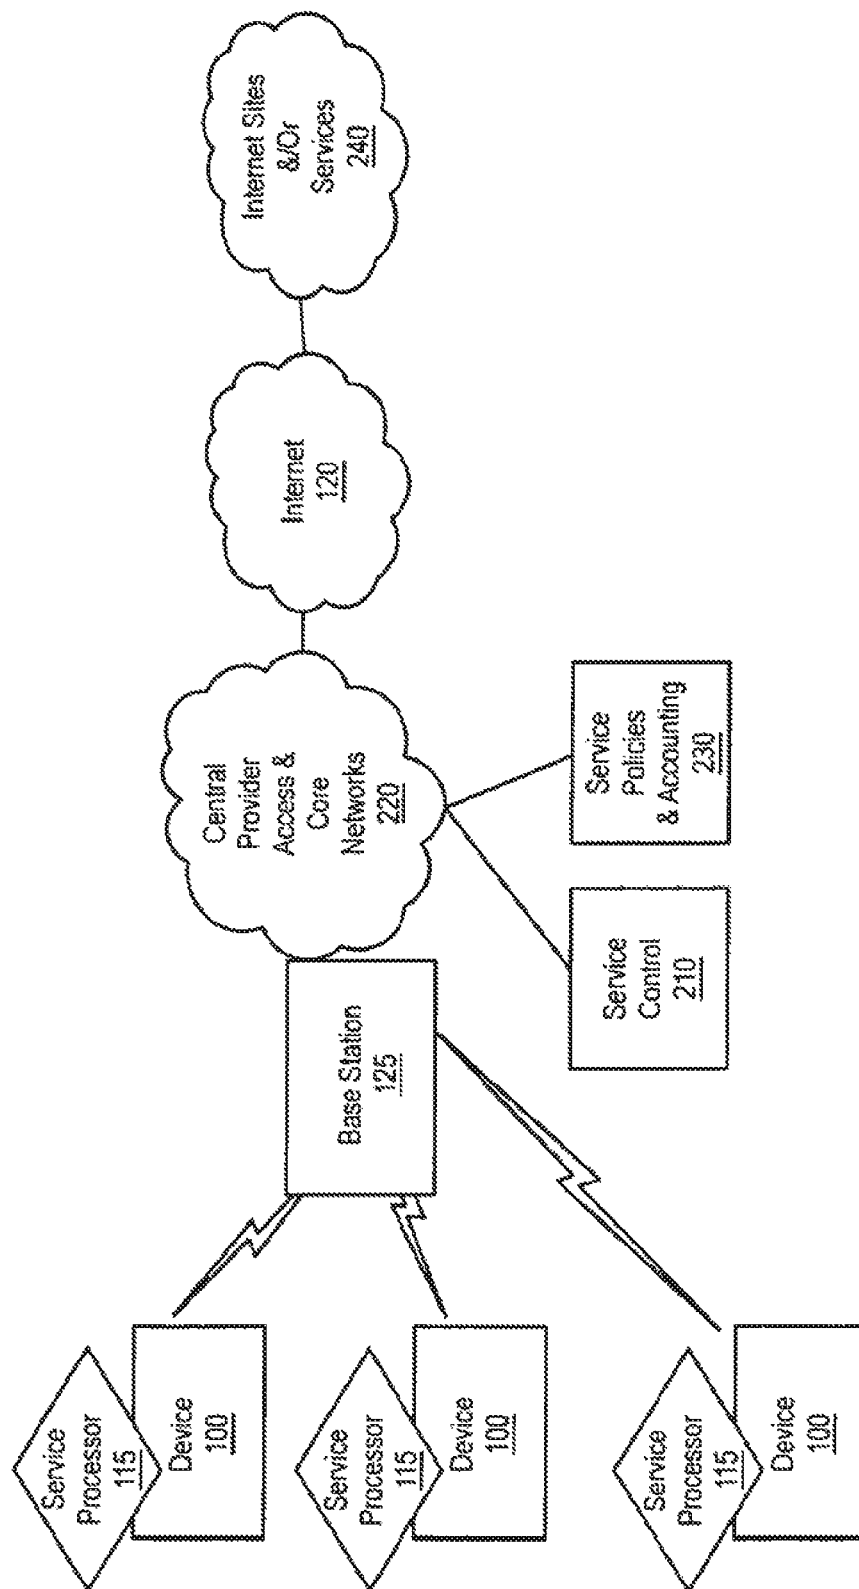 Service
Processor
115
Device
100
Service
Processor
115
Device
100
Service
Processor
115
Device
100
Base Station
125
Central
Provider
Access &
Core
Networks
220
Service
Control
210
Service
Policies
& Accounting
230
Internet
120
Internet Sites
&/Or
Services
240